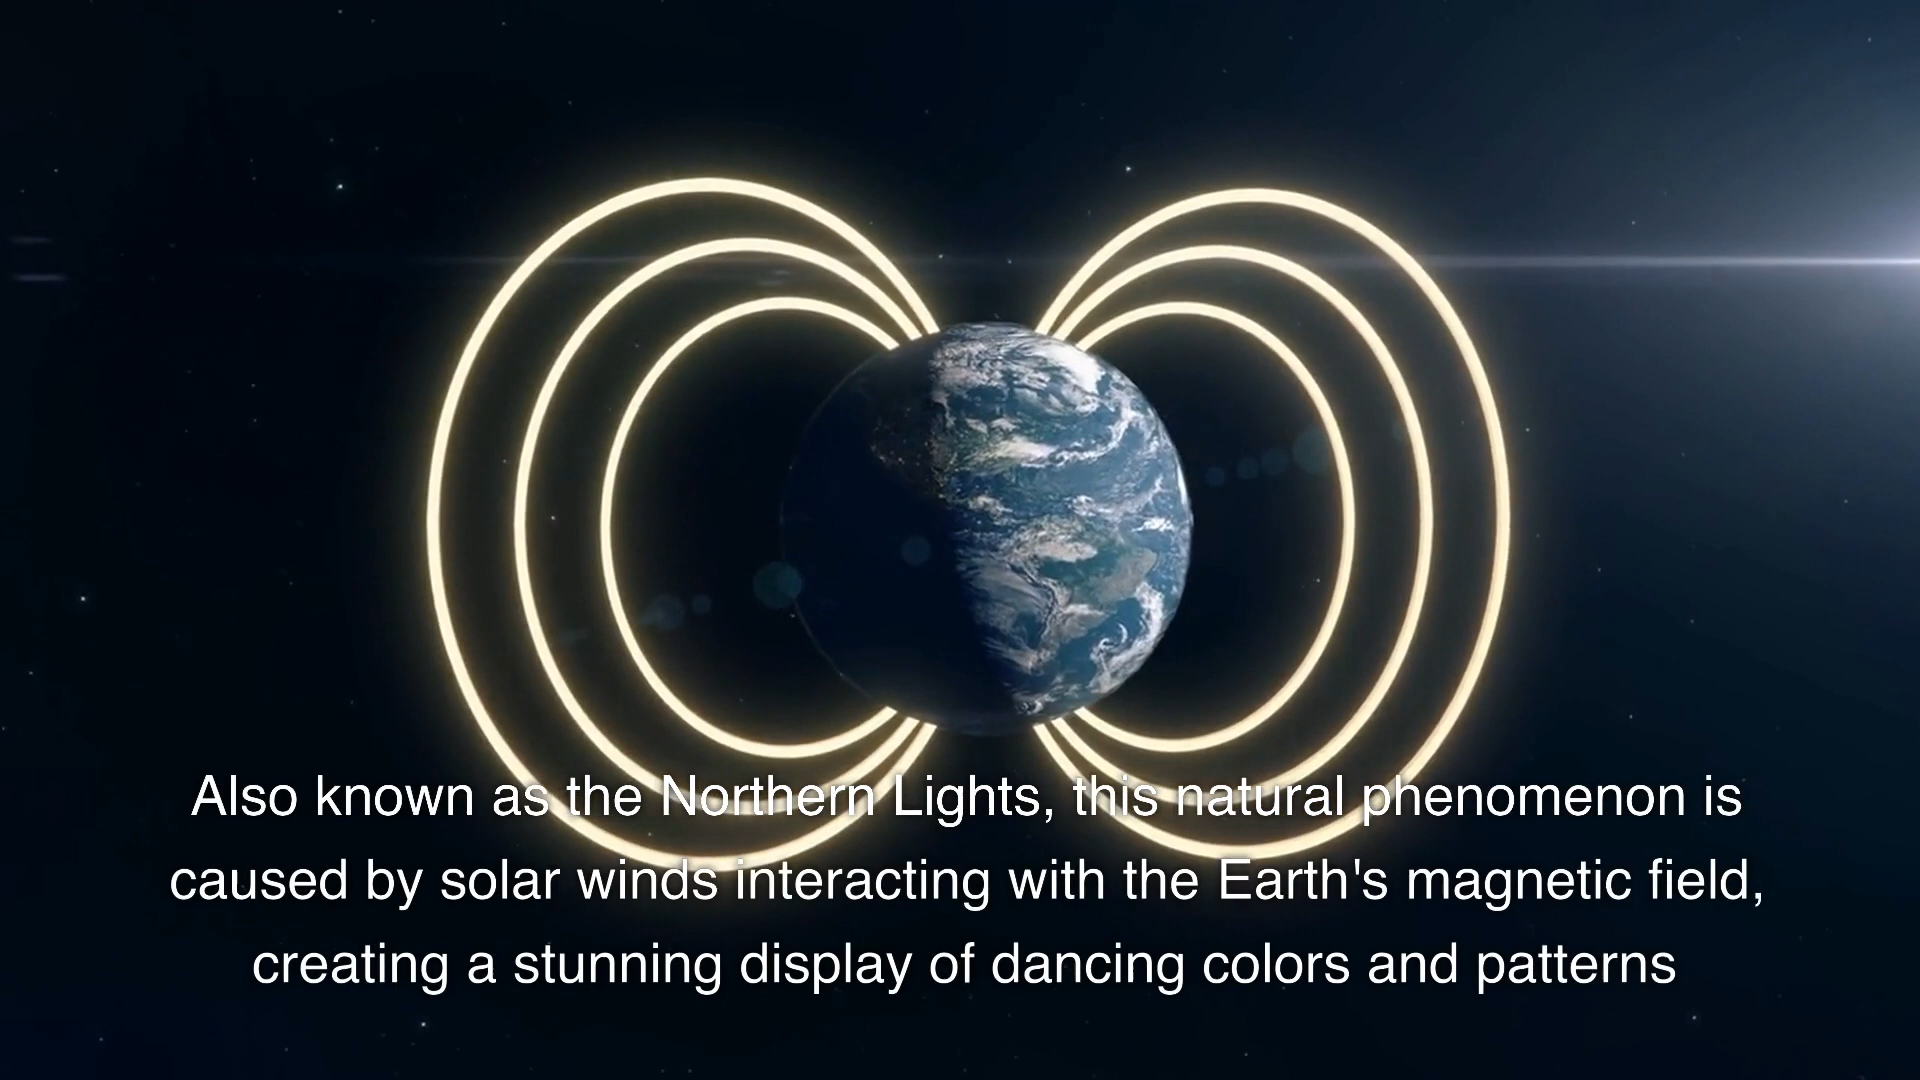 Also known as the Northern Lights, this natural phenomenon is
caused by solar winds interacting with the Earth's magnetic field,
creating a stunning display of dancing colors and patterns